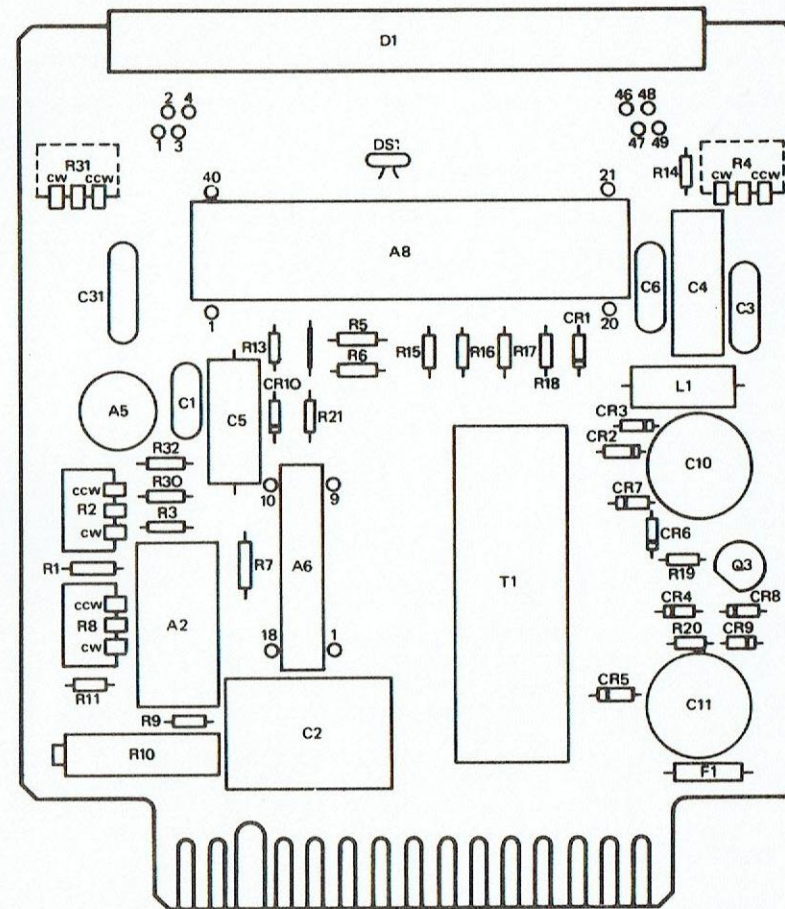 D1
2 4
46 48
1 3
47 49
DS1
R31
CW CCW
R14
R4
CW CCW
40
21
A8
C31
C6
C4
C3
1
20
R13
R5
R6
R15
R16
R17
R18
CR1
L1
A5
C1
C5
CR10
R21
CR3
CR2
C10
R32
CCW
R2
CW
R30
R3
10
9
CR7
CR6
R1
R7
A6
T1
R19
Q3
CCW
R8
CW
A2
CR4
CR8
18
1
R20
CR9
R11
CR5
C11
R9
C2
R10
F1